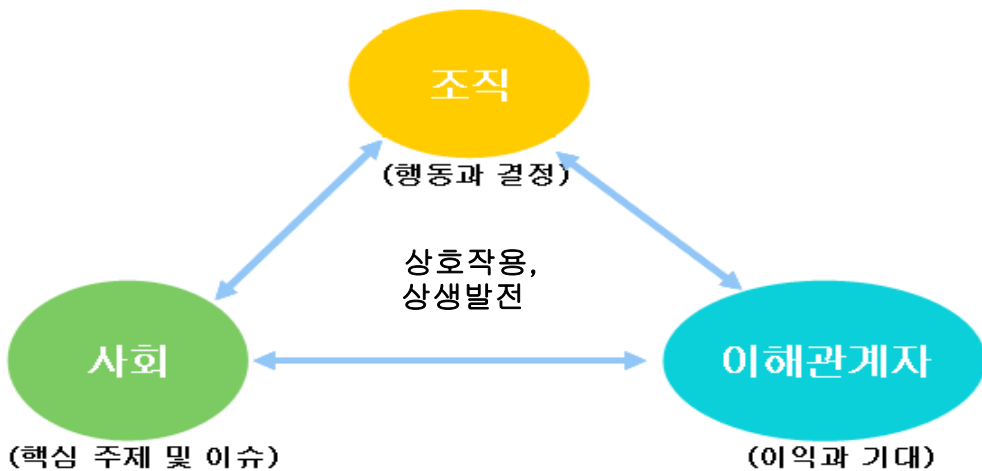 조직
(행동과 결정)
상호작용,
상생발전
사회
(핵심 주제 및 이슈)
이해관계자
(이익과 기대)